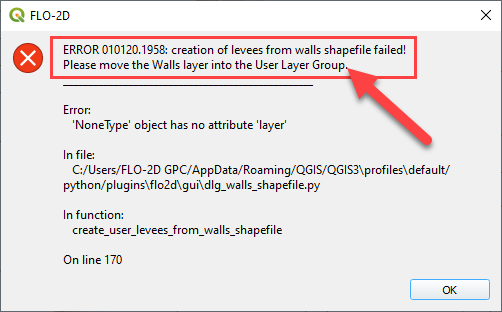 FLO-2D
ERROR 010120.1958: creation of levees from walls shapefile failed!
Please move the Walls layer into the User Layer Group.
Error:
'NoneType' object has no attribute 'layer'
In file:
C:/Users/FLO-2D GPC/AppData/Roaming/QGIS\QGIS3\profiles\default/
python/plugins\flo2d\gui\dlg_walls_shapefile.py
In function:
create_user_levees_from_walls_shapefile
On line 170
OK